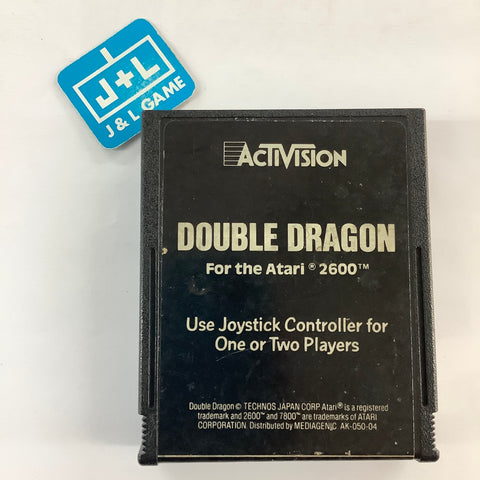 J+L
J & L GAME
ACTIVISION
DOUBLE DRAGON
For the Atari® 2600™
Use Joystick Controller for
One or Two Players
Double Dragon © TECHNOS JAPAN CORP Atari® is a registered
trademark and 2600™ and 7800™ are trademarks of ATARI
CORPORATION. Distributed by MEDIAGENIC. AK-050-04